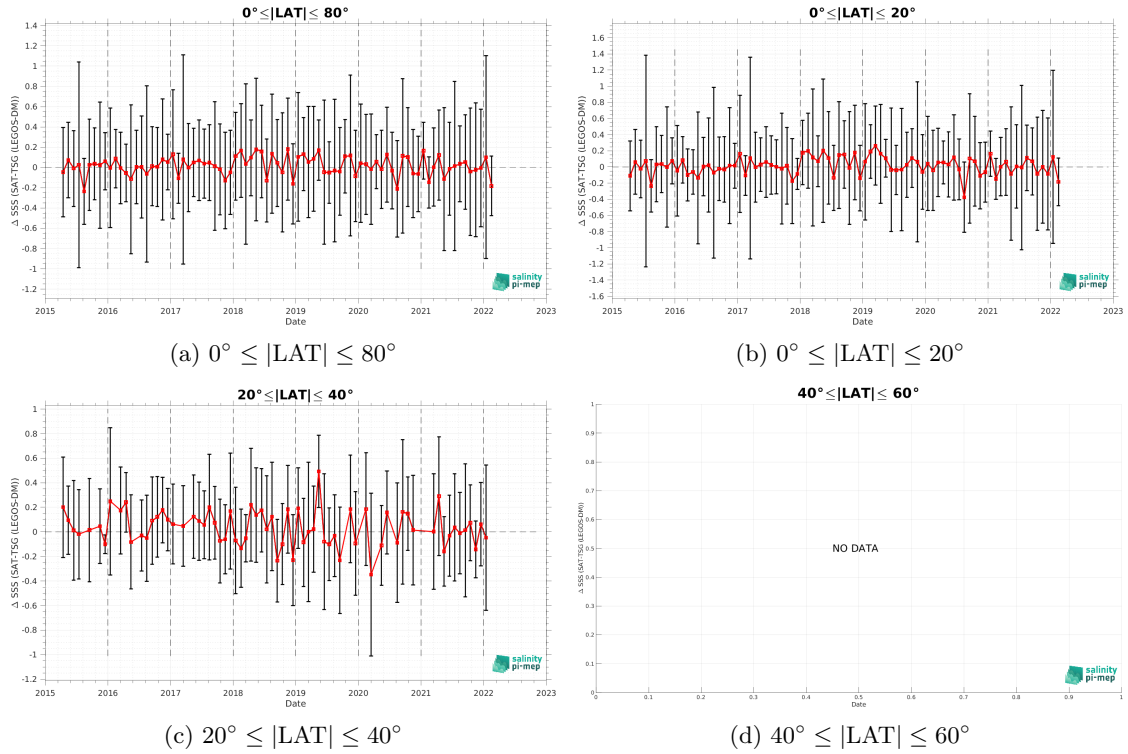 0°≤|LAT|≤ 80°
1.4
1.2
1
0.8
0.6
0.4
0.2
0
-0.2
-0.4
-0.6
-0.8
-1
-1.2
Δ SSS (SAT-TSG (LEGOS-DM))
2015 2016 2017 2018 2019 2020 2021 2022 2023
Date
salinity
pi-mep
(a) 0° ≤ |LAT| ≤ 80°
0°≤|LAT|≤ 20°
1.6
1.4
1.2
1
0.8
0.6
0.4
0.2
0
-0.2
-0.4
-0.6
-0.8
-1
-1.2
-1.4
-1.6
Δ SSS (SAT-TSG (LEGOS-DM))
2015 2016 2017 2018 2019 2020 2021 2022 2023
Date
salinity
pi-mep
(b) 0° ≤ |LAT| ≤ 20°
20°≤|LAT|≤ 40°
1
0.8
0.6
0.4
0.2
0
-0.2
-0.4
-0.6
-0.8
-1
-1.2
Δ SSS (SAT-TSG (LEGOS-DM))
2015 2016 2017 2018 2019 2020 2021 2022 2023
Date
salinity
pi-mep
(c) 20° ≤ |LAT| ≤ 40°
40°≤|LAT|≤ 60°
1
0.9
0.8
0.7
0.6
0.5
0.4
0.3
0.2
0.1
0
Δ SSS (SAT-TSG (LEGOS-DM))
NO DATA
0 0.1 0.2 0.3 0.4 0.5 0.6 0.7 0.8 0.9 1
Date
salinity
pi-mep
(d) 40° ≤ |LAT| ≤ 60°